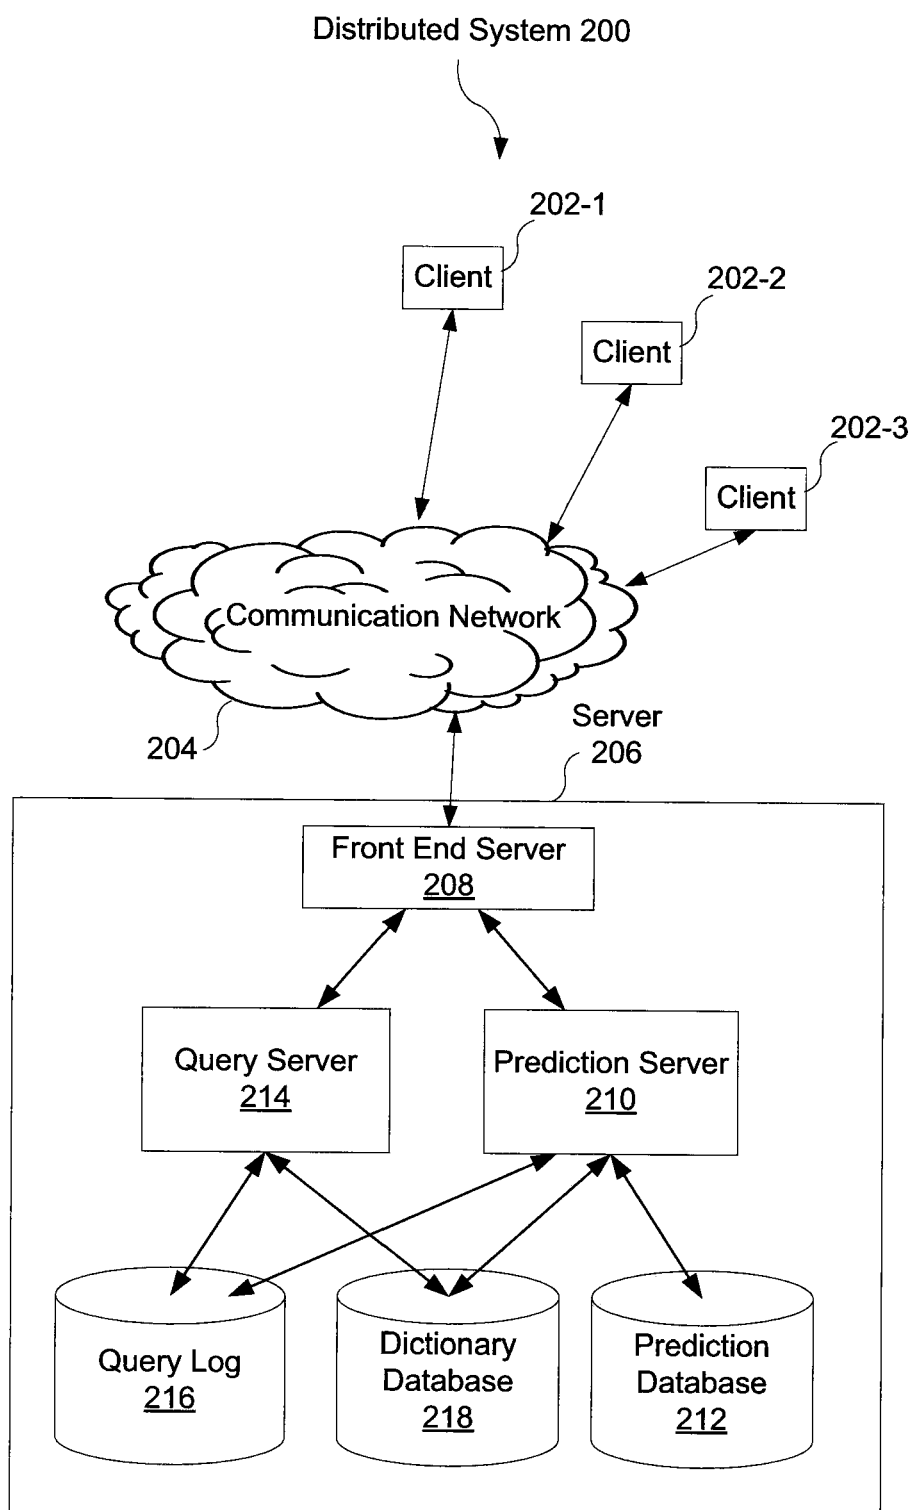 Distributed System 200
202-1
Client
202-2
Client
202-3
Client
Communication Network
204
Server
206
Front End Server
208
Query Server
214
Prediction Server
210
Query Log
216
Dictionary
Database
218
Prediction
Database
212